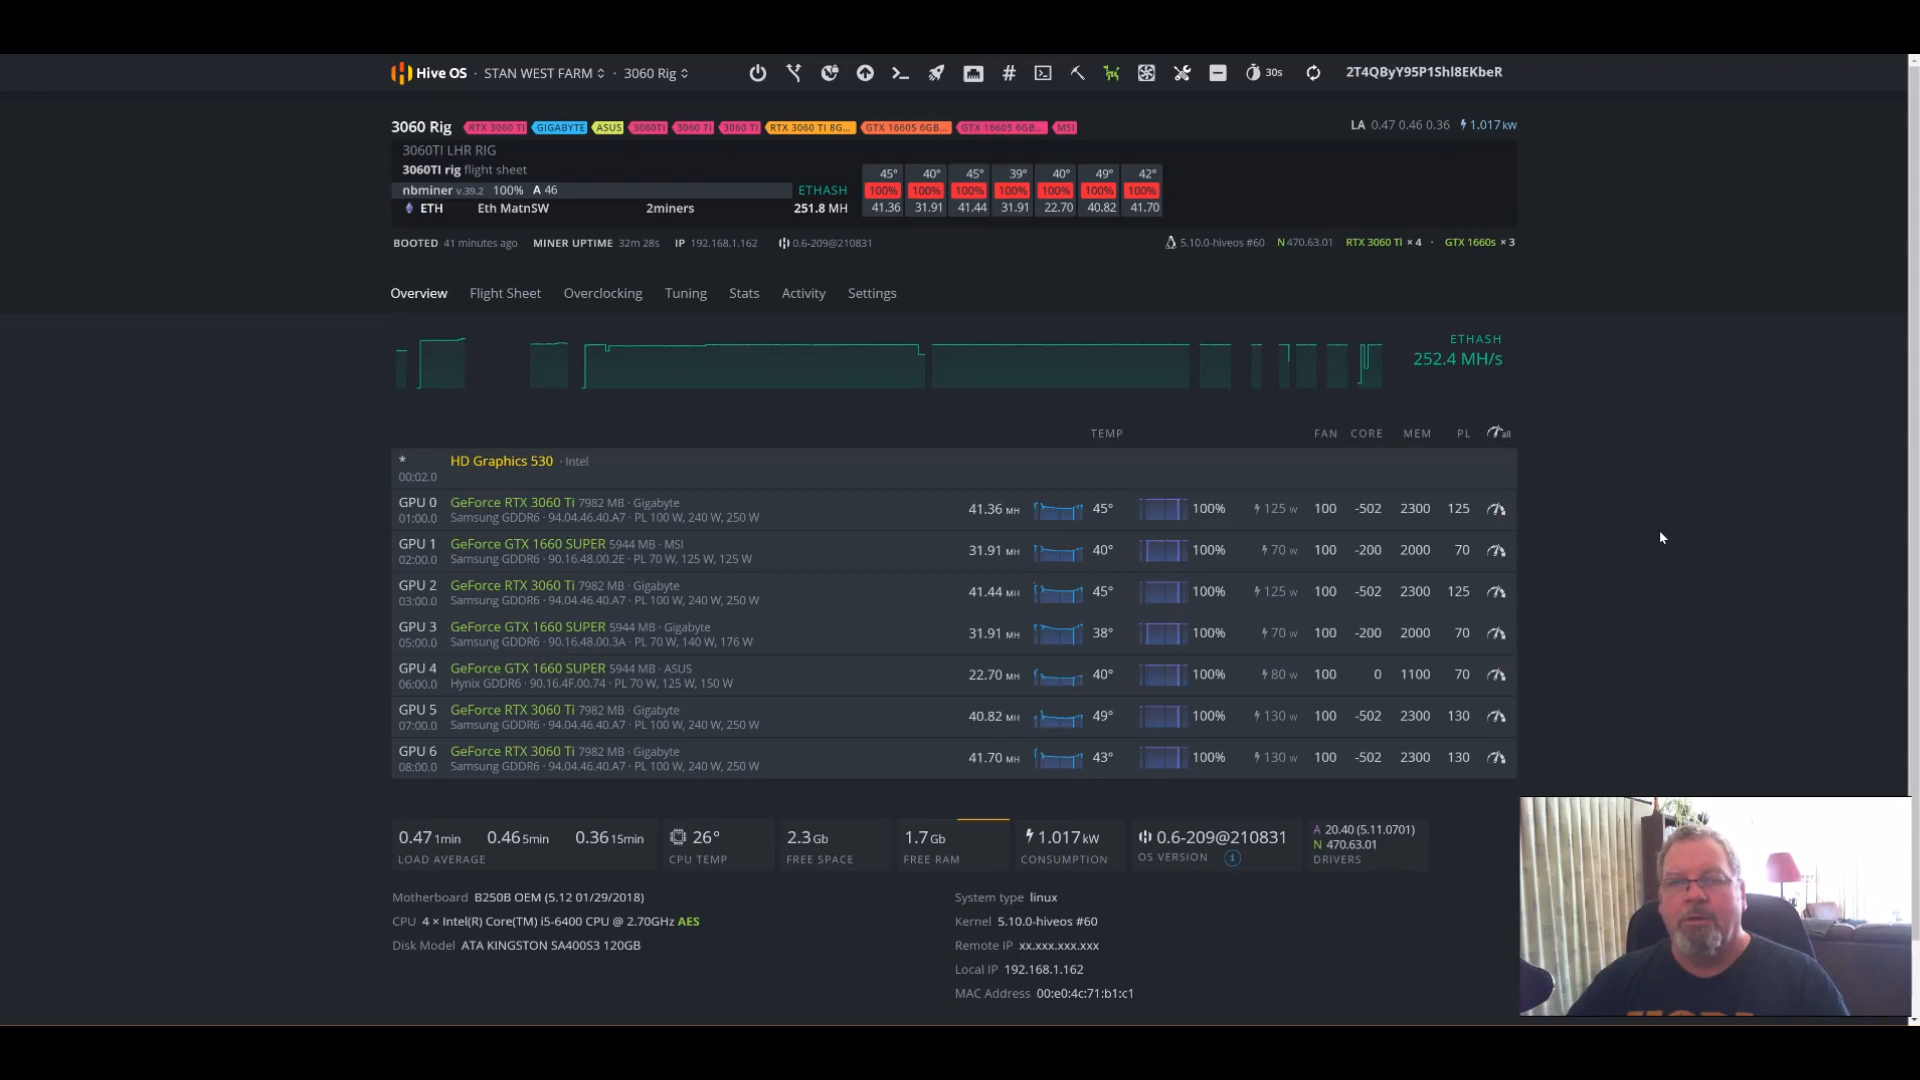 Hive OS · STAN WEST FARM · 3060 Rig 30s 2T4QByY95P1Shl8EKbeR
3060 Rig RTX 3060 TI GIGABYTE ASUS 3060TI 3060 TI 3060 TI RTX 3060 TI 8G... GTX 1660S 6GB... GTX 1660S 6GB... MSI LA 0.47 0.46 0.36 1.017 kW
3060TI LHR RIG
3060TI rig flight sheet 45° 40° 45° 39° 40° 49° 42°
nbminer v.39.2 100% A 46 ETHASH 100% 100% 100% 100% 100% 100% 100%
ETH Eth MatnSW 2miners 251.8 MH 41.36 31.91 41.44 31.91 22.70 40.82 41.70
BOOTED 41 minutes ago MINER UPTIME 32m 28s IP 192.168.1.162 0.6-209@210831 5.10.0-hiveos #60 N 470.63.01 RTX 3060 Ti × 4 · GTX 1660s × 3
Overview Flight Sheet Overclocking Tuning Stats Activity Settings
ETHASH
252.4 MH/s
TEMP FAN CORE MEM PL all
* HD Graphics 530 · Intel
00:02.0
GPU 0 GeForce RTX 3060 Ti 7982 MB · Gigabyte 41.36 MH 45° 100% 125 W 100 -502 2300 125
01:00.0 Samsung GDDR6 · 94.04.46.40.A7 · PL 100 W, 240 W, 250 W
GPU 1 GeForce GTX 1660 SUPER 5944 MB · MSI 31.91 MH 40° 100% 70 W 100 -200 2000 70
02:00.0 Samsung GDDR6 · 90.16.48.00.2E · PL 70 W, 125 W, 125 W
GPU 2 GeForce RTX 3060 Ti 7982 MB · Gigabyte 41.44 MH 45° 100% 125 W 100 -502 2300 125
03:00.0 Samsung GDDR6 · 94.04.46.40.A7 · PL 100 W, 240 W, 250 W
GPU 3 GeForce GTX 1660 SUPER 5944 MB · Gigabyte 31.91 MH 38° 100% 70 W 100 -200 2000 70
05:00.0 Samsung GDDR6 · 90.16.48.00.3A · PL 70 W, 140 W, 176 W
GPU 4 GeForce GTX 1660 SUPER 5944 MB · ASUS 22.70 MH 40° 100% 80 W 100 0 1100 70
06:00.0 Hynix GDDR6 · 90.16.4F.00.74 · PL 70 W, 125 W, 150 W
GPU 5 GeForce RTX 3060 Ti 7982 MB · Gigabyte 40.82 MH 49° 100% 130 W 100 -502 2300 130
07:00.0 Samsung GDDR6 · 94.04.46.40.A7 · PL 100 W, 240 W, 250 W
GPU 6 GeForce RTX 3060 Ti 7982 MB · Gigabyte 41.70 MH 43° 100% 130 W 100 -502 2300 130
08:00.0 Samsung GDDR6 · 94.04.46.40.A7 · PL 100 W, 240 W, 250 W
0.47 1min 0.46 5min 0.36 15min 26° 2.3 Gb 1.7 Gb 1.017 kW 0.6-209@210831 A 20.40 (5.11.0701)
N 470.63.01
LOAD AVERAGE CPU TEMP FREE SPACE FREE RAM CONSUMPTION OS VERSION DRIVERS
Motherboard B250B OEM (5.12 01/29/2018) System type linux
CPU 4 × Intel(R) Core(TM) i5-6400 CPU @ 2.70GHz AES Kernel 5.10.0-hiveos #60
Disk Model ATA KINGSTON SA400S3 120GB Remote IP xx.xxx.xxx.xxx
Local IP 192.168.1.162
MAC Address 00:e0:4c:71:b1:c1